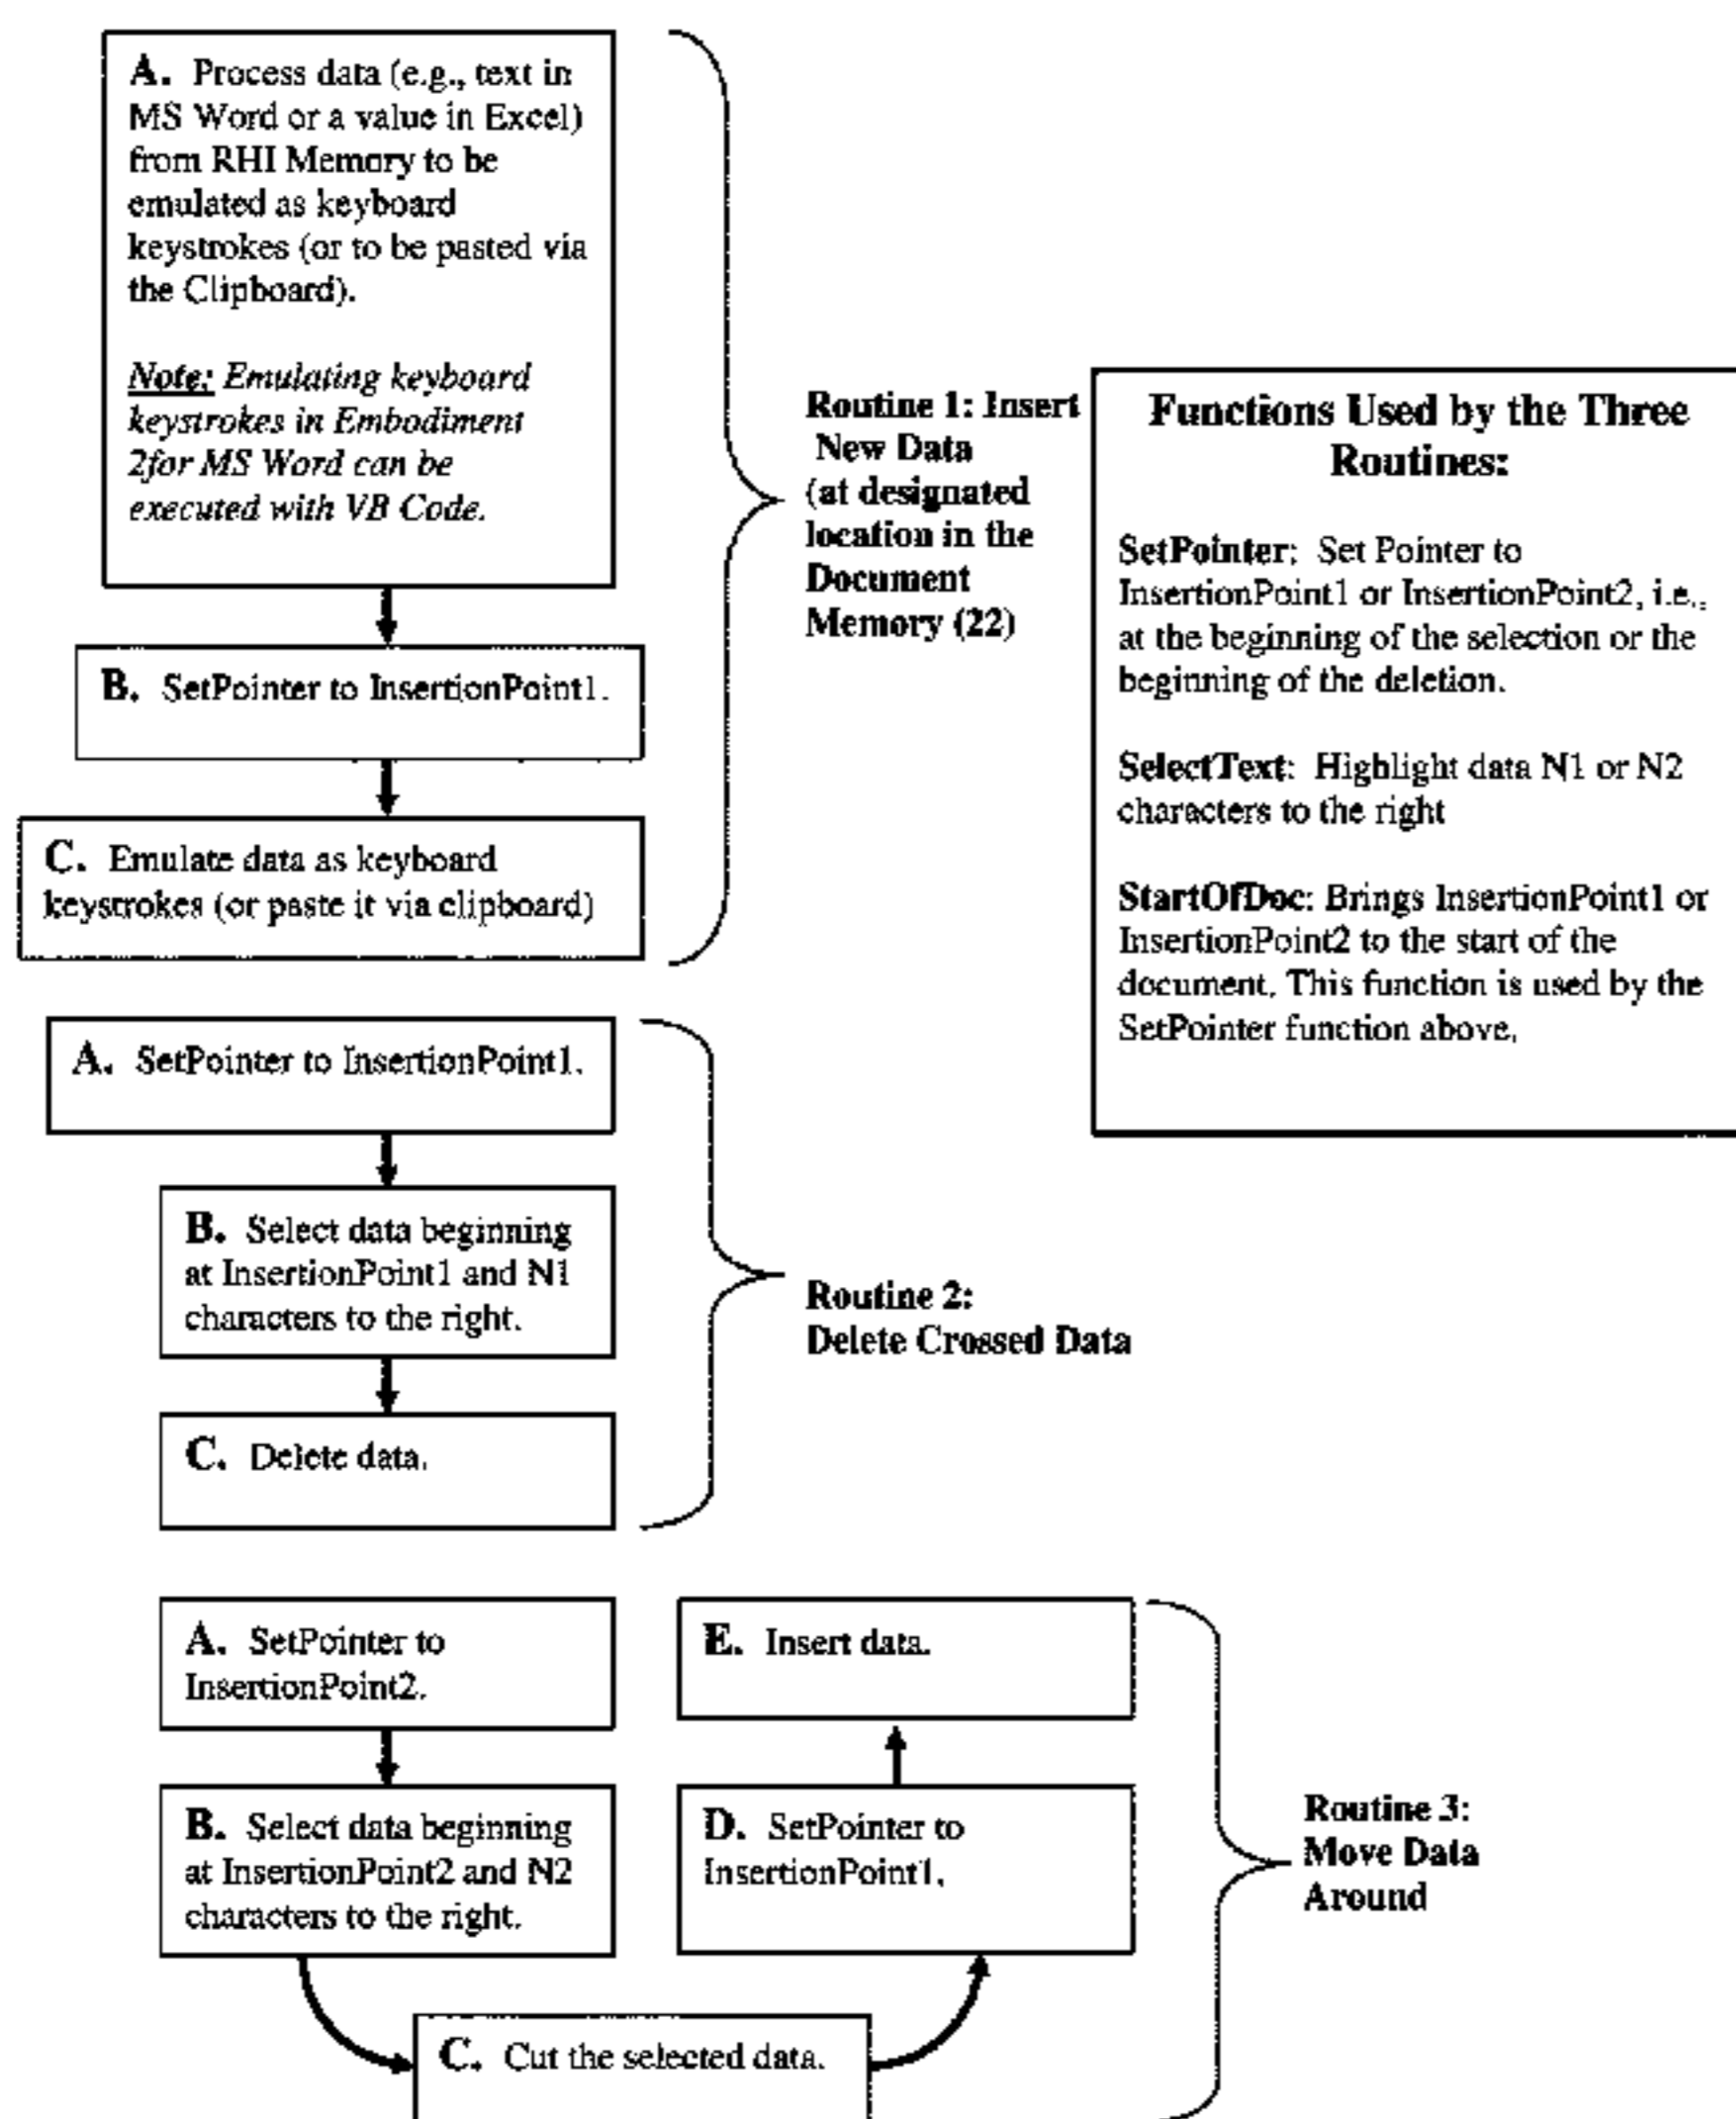 A. Process data (e.g., text in
MS Word or a value in Excel)
from RHI Memory to be
emulated as keyboard
keystrokes (or to be pasted via
the Clipboard).
Note: Emulating keyboard
keystrokes in Embodiment
2for MS Word can be
executed with VB Code.
B. SetPointer to InsertionPoint1.
C. Emulate data as keyboard
keystrokes (or paste it via clipboard)
Routine 1: Insert
New Data
(at designated
location in the
Document
Memory (22)
Functions Used by the Three
Routines:
SetPointer: Set Pointer to
InsertionPoint1 or InsertionPoint2, i.e.,
at the beginning of the selection or the
beginning of the deletion.
SelectText: Highlight data N1 or N2
characters to the right
StartOfDoc: Brings InsertionPoint1 or
InsertionPoint2 to the start of the
document. This function is used by the
SetPointer function above.
A. SetPointer to InsertionPoint1.
B. Select data beginning
at InsertionPoint1 and N1
characters to the right.
C. Delete data.
Routine 2:
Delete Crossed Data
A. SetPointer to
InsertionPoint2.
B. Select data beginning
at InsertionPoint2 and N2
characters to the right.
C. Cut the selected data.
D. SetPointer to
InsertionPoint1.
E. Insert data.
Routine 3:
Move Data
Around